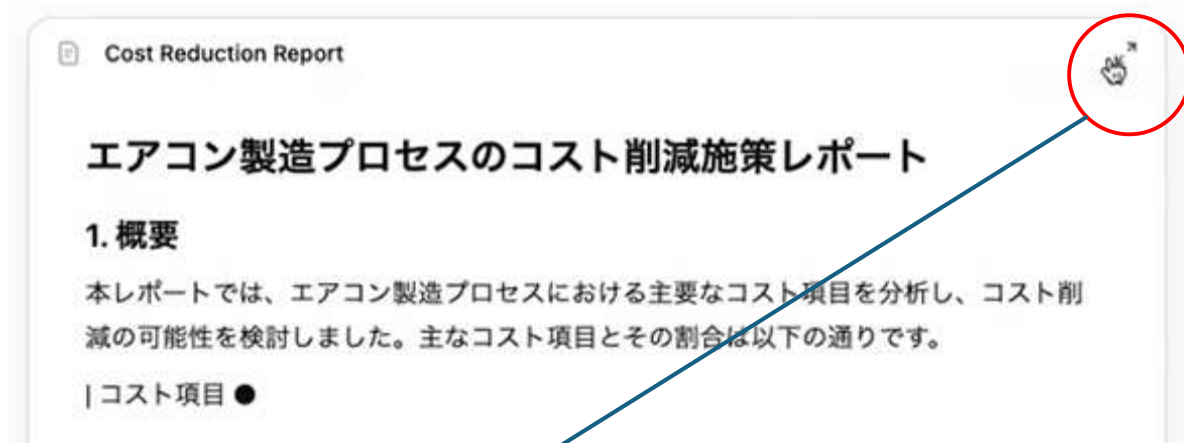 Cost Reduction Report
エアコン製造プロセスのコスト削減施策レポート
1. 概要
本レポートでは、エアコン製造プロセスにおける主要なコスト項目を分析し、コスト削
減の可能性を検討しました。主なコスト項目とその割合は以下の通りです。
| コスト項目 ●